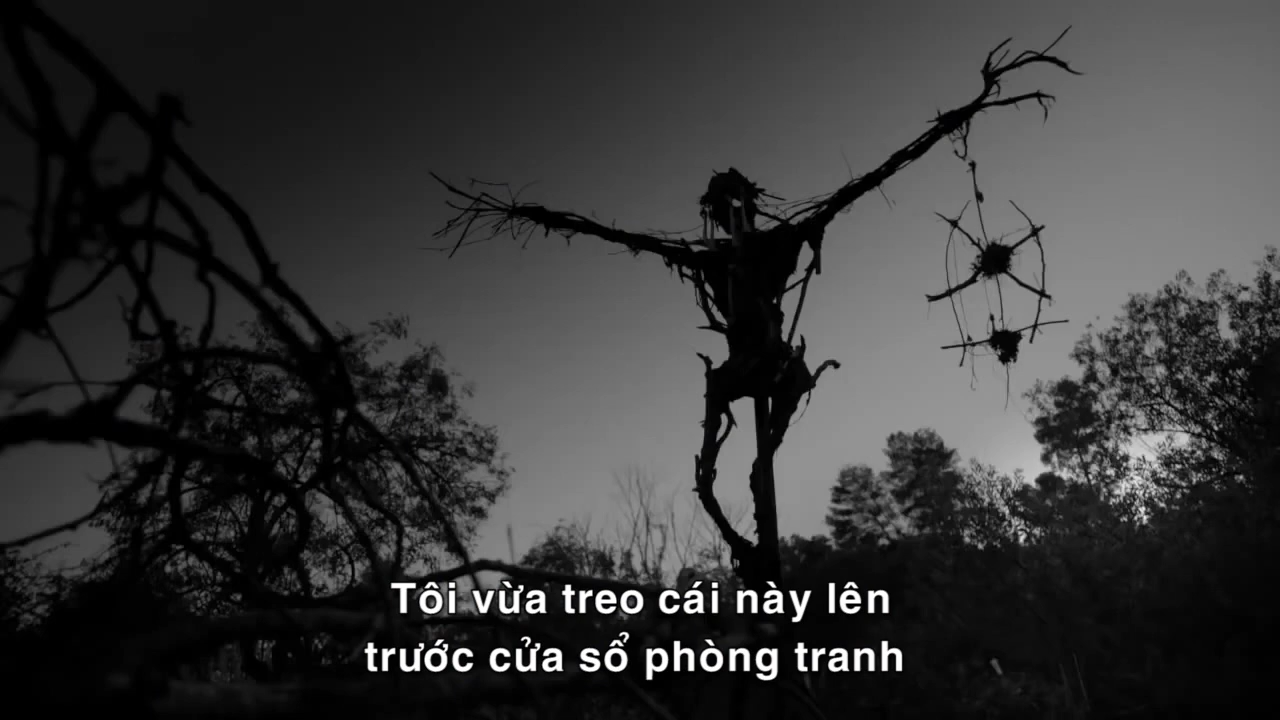 Tôi vừa treo cái này lên
trước cửa sổ phòng tranh